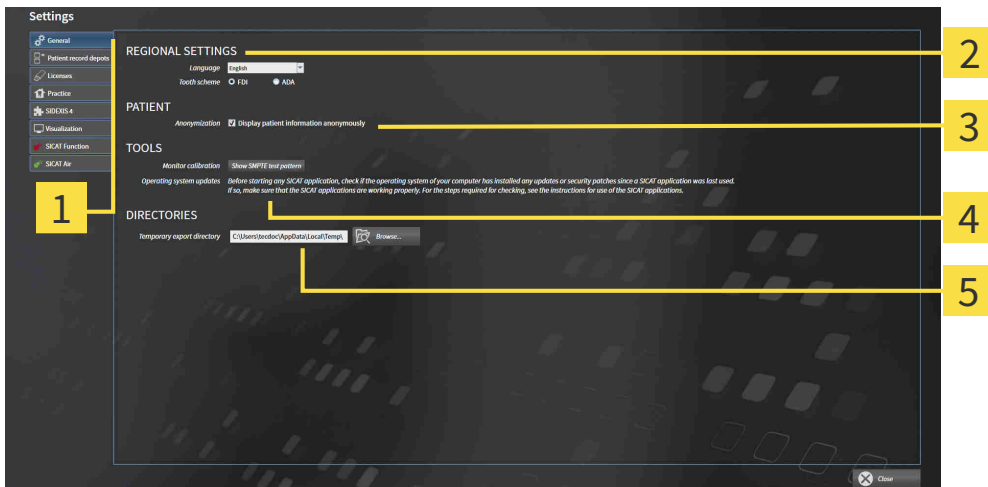 Settings
General
Patient record depots
Licenses
Practice
SIDEXIS 4
Visualization
SICAT Function
SICAT Air
REGIONAL SETTINGS
Language English
Tooth scheme FDI ADA
PATIENT
Anonymization Display patient information anonymously
TOOLS
Monitor calibration Show SMPTE test pattern
Operating system updates Before starting any SICAT application, check if the operating system of your computer has installed any updates or security patches since a SICAT application was last used.
If so, make sure that the SICAT applications are working properly. For the steps required for checking, see the instructions for use of the SICAT applications.
DIRECTORIES
Temporary export directory C:\Users\tecdoc\AppData\Local\Temp\ Browse...
Close
1
2
3
4
5